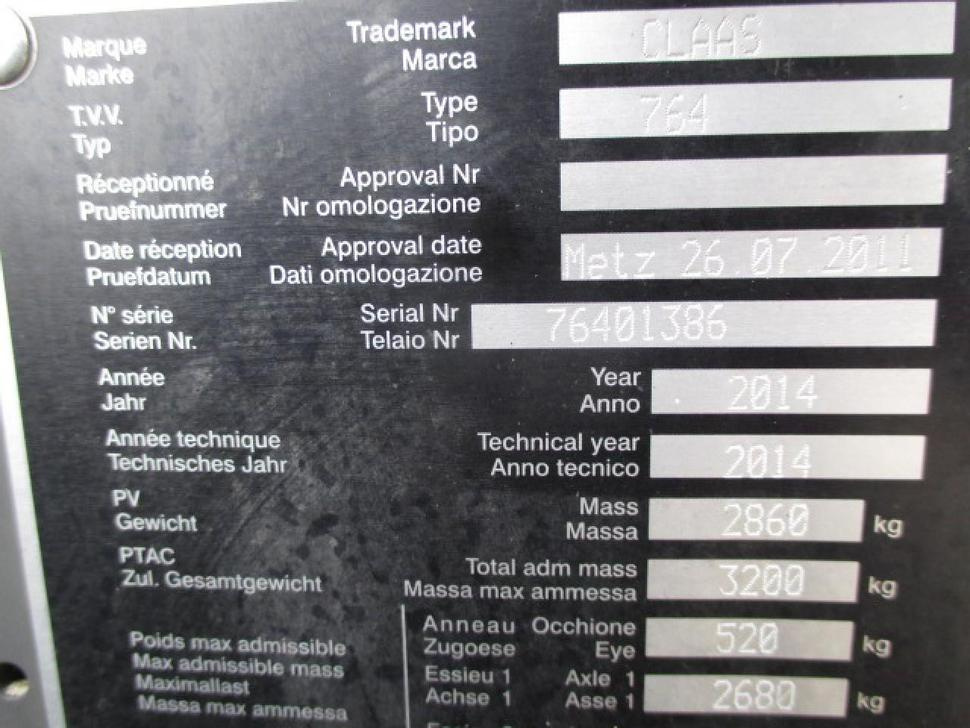 Marque Trademark CLAAS
Marke Marca
T.V.V. Type 764
Typ Tipo
Réceptionné Approval Nr
Pruefnummer Nr omologazione
Date réception Approval date Metz 26.07.2011
Pruefdatum Dati omologazione
N° série Serial Nr 76401386
Serien Nr. Telaio Nr
Année Year 2014
Jahr Anno
Année technique Technical year 2014
Technisches Jahr Anno tecnico
PV Mass 2860 kg
Gewicht Massa
PTAC Total adm mass 3200 kg
Zul. Gesamtgewicht Massa max ammessa
Anneau Occhione 520 kg
Poids max admissible Zugoese Eye
Max admissible mass Essieu 1 Axle 1 2680 kg
Maximallast Achse 1 Asse 1
Massa max ammessa